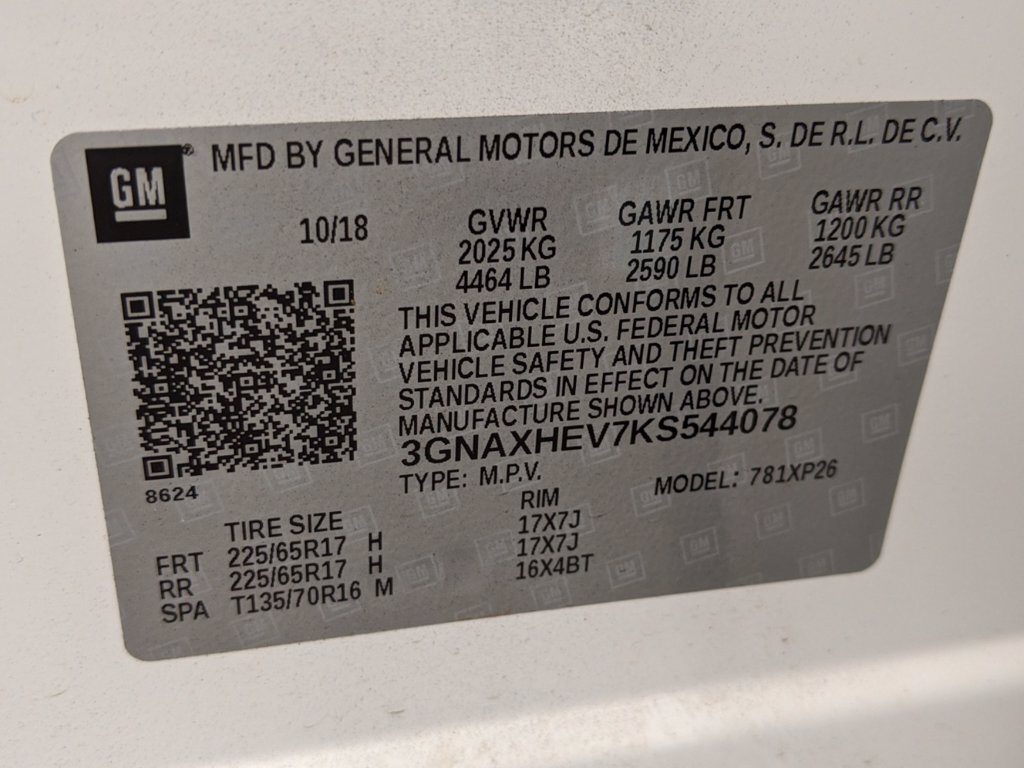 GM ® MFD BY GENERAL MOTORS DE MEXICO, S. DE R.L. DE C.V.
10/18 GVWR GAWR FRT GAWR RR
2025 KG 1175 KG 1200 KG
4464 LB 2590 LB 2645 LB
THIS VEHICLE CONFORMS TO ALL
APPLICABLE U.S. FEDERAL MOTOR
VEHICLE SAFETY AND THEFT PREVENTION
STANDARDS IN EFFECT ON THE DATE OF
MANUFACTURE SHOWN ABOVE.
3GNAXHEV7KS544078
8624 TYPE: M.P.V. MODEL: 781XP26
TIRE SIZE RIM
FRT 225/65R17 H 17X7J
RR 225/65R17 H 17X7J
SPA T135/70R16 M 16X4BT